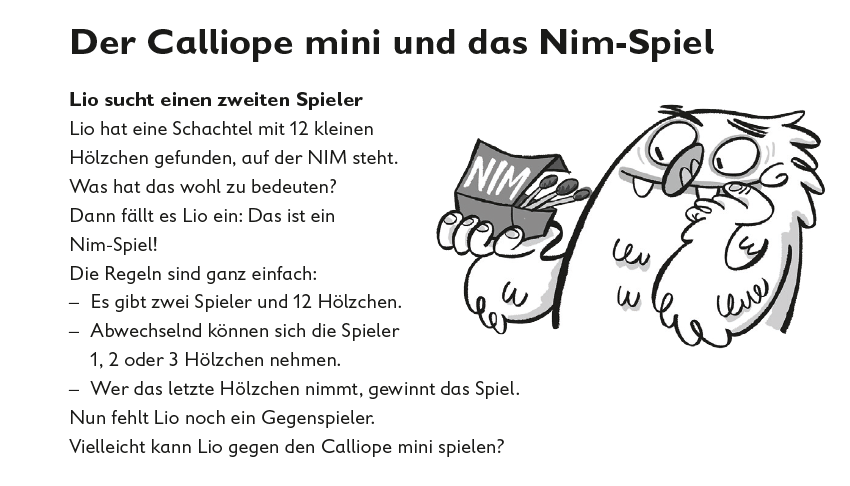 Der Calliope mini und das Nim-Spiel
Lio sucht einen zweiten Spieler
Lio hat eine Schachtel mit 12 kleinen
Hölzchen gefunden, auf der NIM steht.
Was hat das wohl zu bedeuten?
Dann fällt es Lio ein: Das ist ein
Nim-Spiel!
Die Regeln sind ganz einfach:
– Es gibt zwei Spieler und 12 Hölzchen.
– Abwechselnd können sich die Spieler
1, 2 oder 3 Hölzchen nehmen.
– Wer das letzte Hölzchen nimmt, gewinnt das Spiel.
Nun fehlt Lio noch ein Gegenspieler.
Vielleicht kann Lio gegen den Calliope mini spielen?
NIM